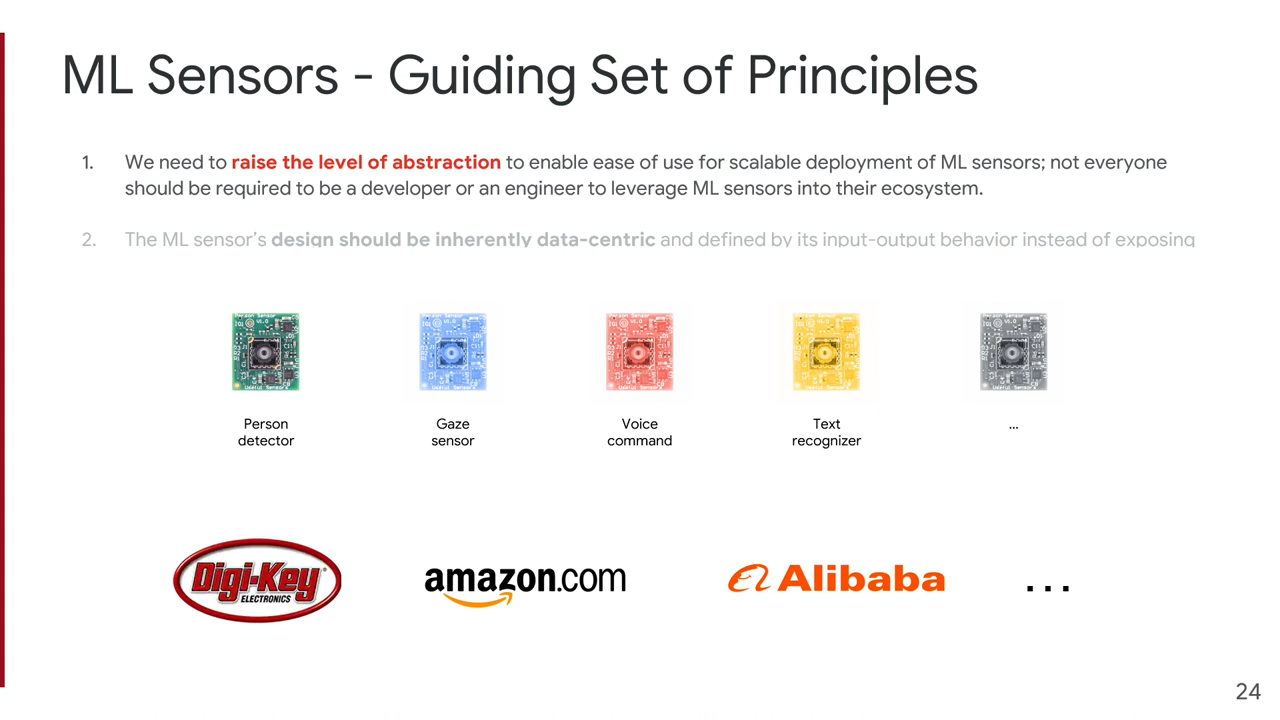 ML Sensors - Guiding Set of Principles
1. We need to raise the level of abstraction to enable ease of use for scalable deployment of ML sensors; not everyone
should be required to be a developer or an engineer to leverage ML sensors into their ecosystem.
2. The ML sensor's design should be inherently data-centric and defined by its input-output behavior instead of exposing
Person
detector
Gaze
sensor
Voice
command
Text
recognizer
...
Digi-Key
ELECTRONICS
amazon.com
Alibaba
...
24